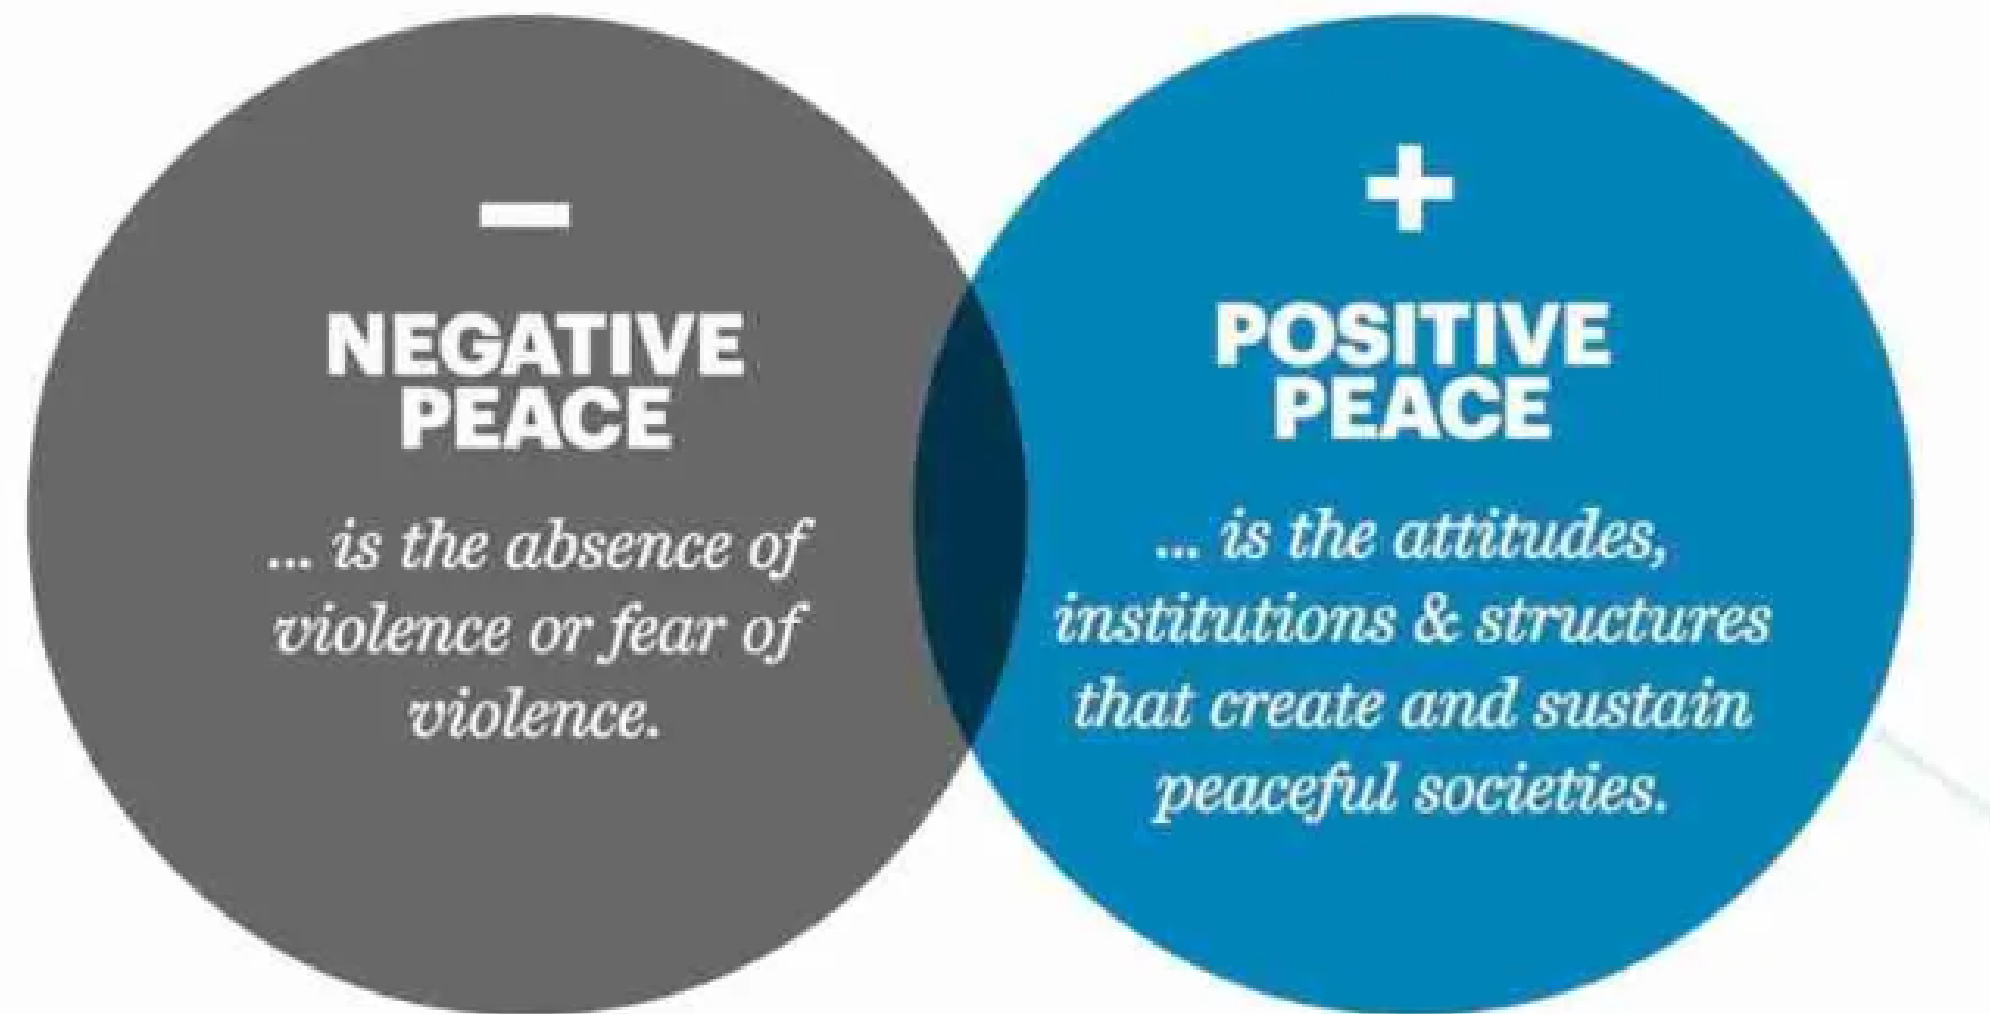 −
NEGATIVE
PEACE
... is the absence of
violence or fear of
violence.
+
POSITIVE
PEACE
... is the attitudes,
institutions & structures
that create and sustain
peaceful societies.